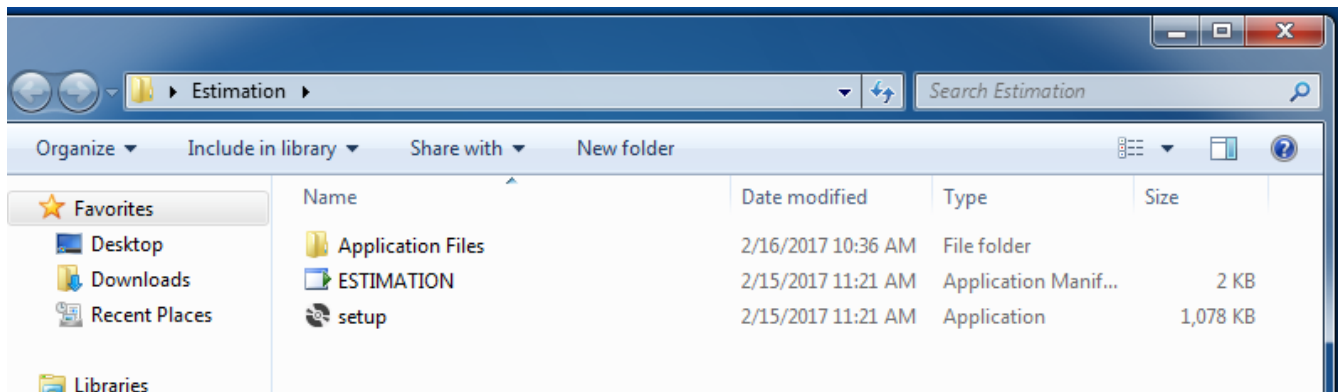 Estimation
Search Estimation
Organize Include in library Share with New folder
Favorites
Desktop
Downloads
Recent Places
Libraries
Name Date modified Type Size
Application Files 2/16/2017 10:36 AM File folder
ESTIMATION 2/15/2017 11:21 AM Application Manif... 2 KB
setup 2/15/2017 11:21 AM Application 1,078 KB